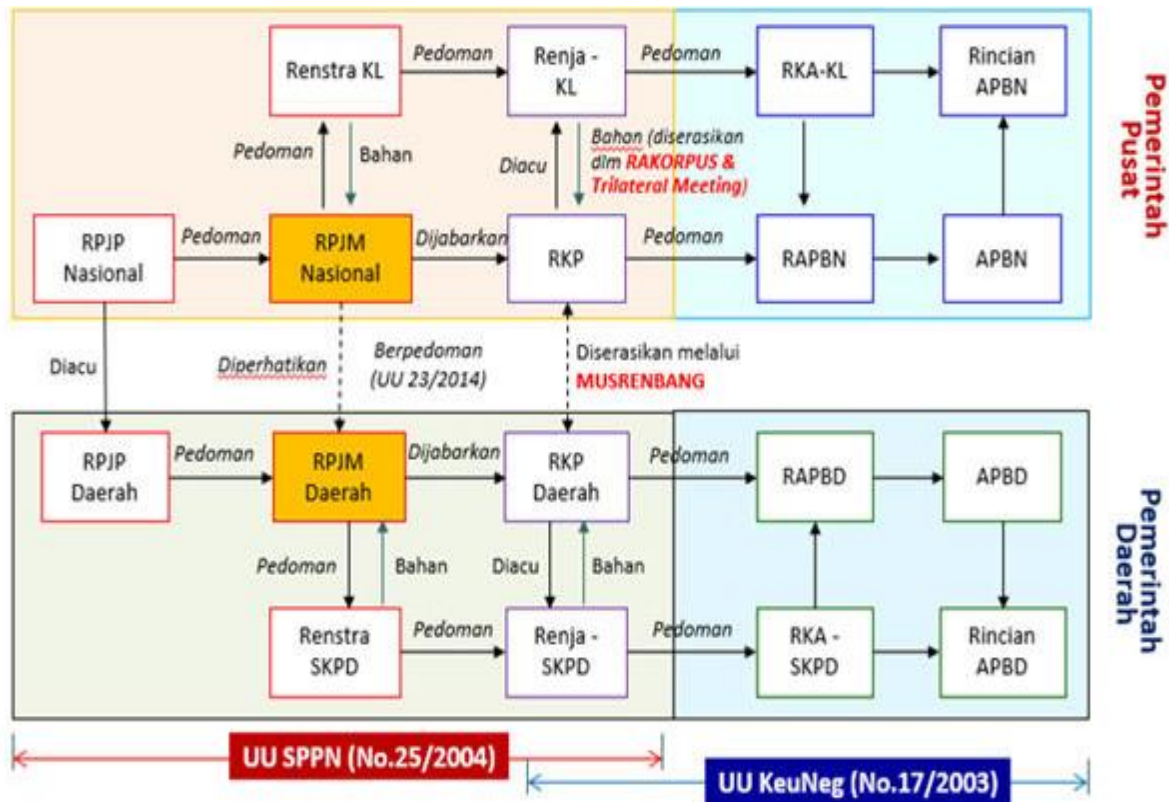 Pedoman
Pedoman
Pedoman
Renstra KL
Renja -
KL
RKA-KL
Rincian
APBN
Pedoman
Bahan
Diacu
Bahan (diserasikan
dlm RAKORPUS &
Trilateral Meeting)
RPJP
Nasional
Pedoman
RPJM
Nasional
Dijabarkan
RKP
Pedoman
RAPBN
APBN
Pemerintah
Pusat
Diacu
Diperhatikan
Berpedoman
(UU 23/2014)
Diserasikan melalui
MUSRENBANG
RPJP
Daerah
Pedoman
RPJM
Daerah
Dijabarkan
RKP
Daerah
Pedoman
RAPBD
APBD
Pedoman
Bahan
Diacu
Bahan
Renstra
SKPD
Pedoman
Renja -
SKPD
Pedoman
RKA -
SKPD
Rincian
APBD
Pemerintah
Daerah
UU SPPN (No.25/2004)
UU KeuNeg (No.17/2003)